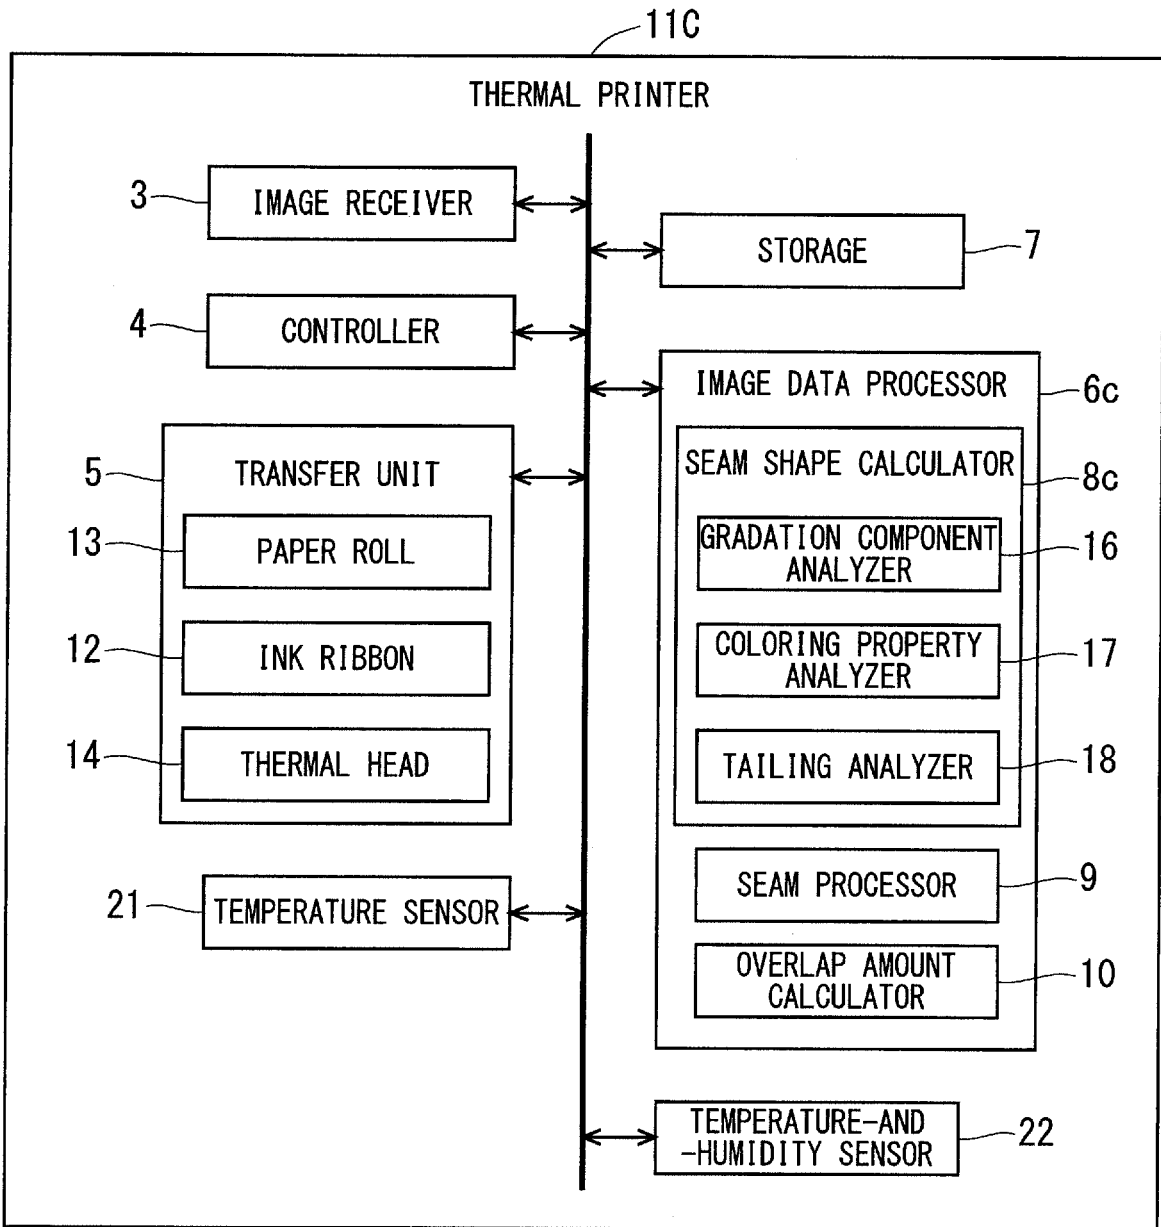 11C
THERMAL PRINTER
3
IMAGE RECEIVER
STORAGE
7
4
CONTROLLER
IMAGE DATA PROCESSOR
6c
5
TRANSFER UNIT
SEAM SHAPE CALCULATOR
8c
13
PAPER ROLL
GRADATION COMPONENT
ANALYZER
16
12
INK RIBBON
COLORING PROPERTY
ANALYZER
17
14
THERMAL HEAD
TAILING ANALYZER
18
21
TEMPERATURE SENSOR
SEAM PROCESSOR
9
OVERLAP AMOUNT
CALCULATOR
10
TEMPERATURE-AND
-HUMIDITY SENSOR
22